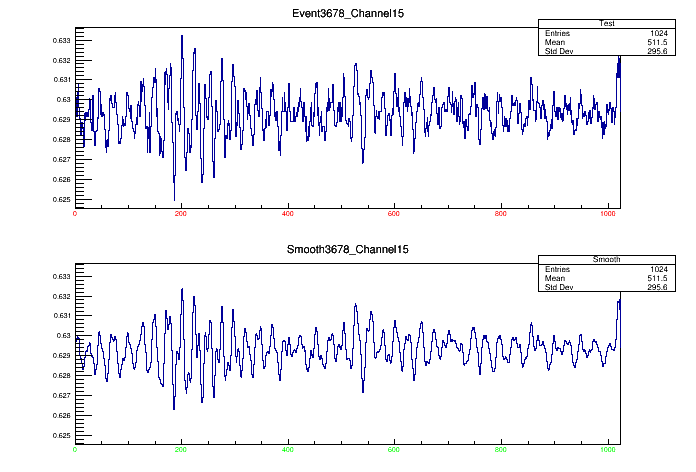 Event3678_Channel15
Test
Entries 1024
Mean 511.5
Std Dev 295.6
0.633
0.632
0.631
0.63
0.629
0.628
0.627
0.626
0.625
0 200 400 600 800 1000
Smooth3678_Channel15
Smooth
Entries 1024
Mean 511.5
Std Dev 295.6
0.633
0.632
0.631
0.63
0.629
0.628
0.627
0.626
0.625
0 200 400 600 800 1000